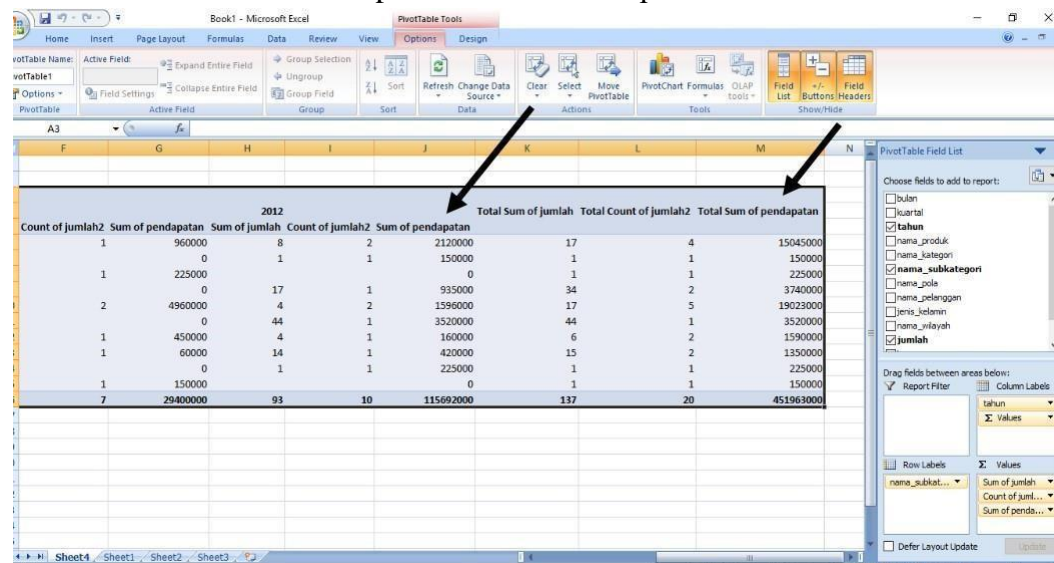 Book1 - Microsoft Excel
PivotTable Tools
Home Insert Page Layout Formulas Data Review View Options Design
votTable Name:
votTable1
Options
PivotTable
Active Field:
Expand Entire Field
Collapse Entire Field
Field Settings
Active Field
Group Selection
Ungroup
Group Field
Group
Sort
Sort
Refresh
Change Data Source
Data
Clear
Select
Move PivotTable
Actions
PivotChart
Formulas
OLAP tools
Tools
Field List
+/- Buttons
Field Headers
Show/Hide
A3
fx
F G H I J K L M N
2012 Total Sum of jumlah Total Count of jumlah2 Total Sum of pendapatan
Count of jumlah2 Sum of pendapatan Sum of jumlah Count of jumlah2 Sum of pendapatan
1 960000 8 2 2120000 17 4 15045000
0 1 1 150000 1 1 150000
1 225000 0 1 1 225000
0 17 1 935000 34 2 3740000
2 4960000 4 2 1596000 17 5 19023000
0 44 1 3520000 44 1 3520000
1 450000 4 1 160000 6 2 1590000
1 60000 14 1 420000 15 2 1350000
0 1 1 225000 1 1 225000
1 150000 0 1 1 150000
7 29400000 93 10 115692000 137 20 451963000
PivotTable Field List
Choose fields to add to report:
bulan
kuartal
tahun
nama_produk
nama_kategori
nama_subkategori
nama_pola
nama_pelanggan
jenis_kelamin
nama_wilayah
jumlah
Drag fields between areas below:
Report Filter
Column Labels
tahun
Σ Values
Row Labels
Σ Values
nama_subkat...
Sum of jumlah
Count of juml...
Sum of penda...
Defer Layout Update
Update
Sheet4 Sheet1 Sheet2 Sheet3